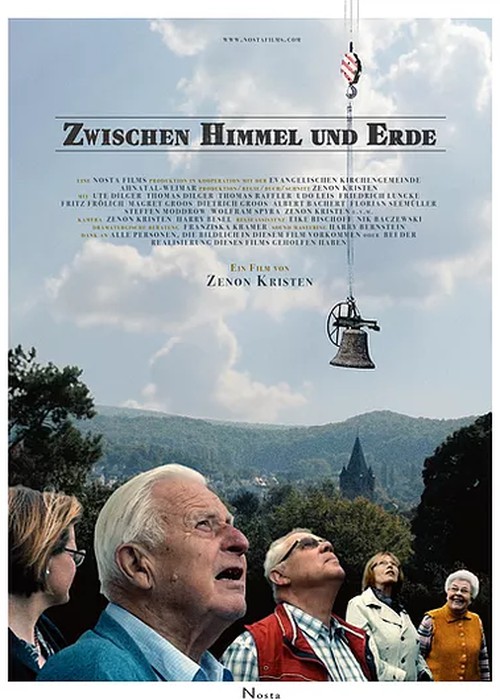 WWW.NOSTAFILMS.COM
ZWISCHEN HIMMEL UND ERDE
EINE NOSTA FILMS PRODUKTION IN KOOPERATION MIT DER EVANGELISCHEN KIRCHENGEMEINDE
AHNATAL-WEIMAR PRODUKTION/REGIE/BUCH/SCHNITT ZENON KRISTEN
MIT UTE DILGER THOMAS DILGER THOMAS RAFFLER UDO LEIS FRIEDRICH LUNCKE
FRITZ FRÖLICH MAGRET GROOS DIETRICH GROOS ALBERT BACHERT FLORIAN SEEMÜLLER
STEFFEN MODDROW WOLFRAM SPYRA ZENON KRISTEN U.V.M.
KAMERA ZENON KRISTEN HARRY BESEL REGIEASSISTENZ EIKE BISCHOFF NIK BACZEWSKI
DRAMATURGISCHE BERATUNG FRANZISKA KRAMER SOUND MASTERING HARRY BERNSTEIN
DANK AN ALLE PERSONEN, DIE BILDLICH IN DIESEM FILM VORKOMMEN ODER BEI DER
REALISIERUNG DIESES FILMS GEHOLFEN HABEN
EIN FILM VON
ZENON KRISTEN
NOSTA